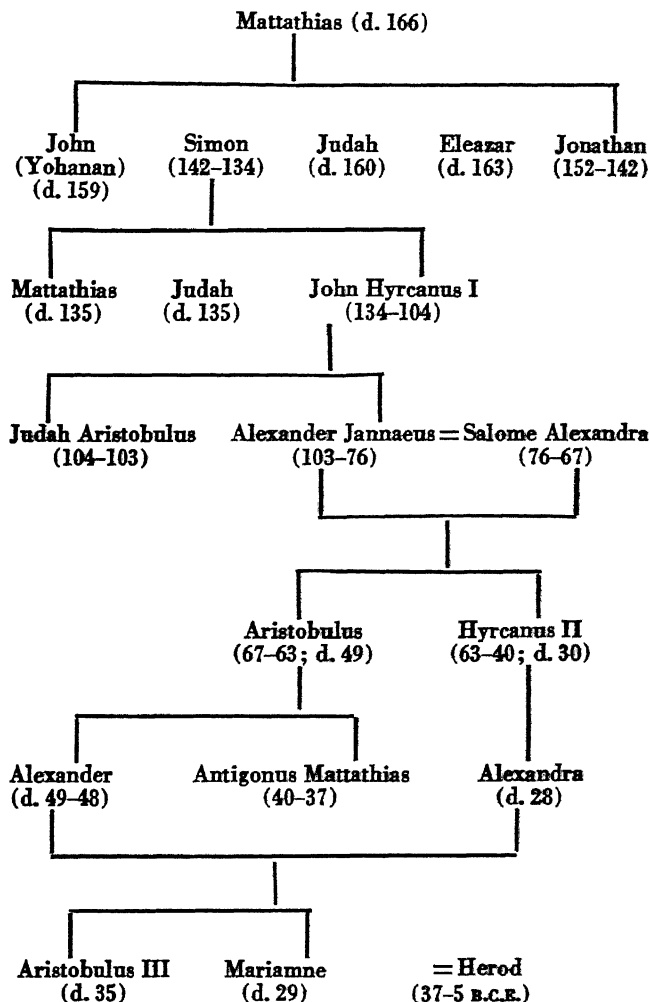 Mattathias (d. 166)
John Simon Judah Eleazar Jonathan
(Yohanan) (142–134) (d. 160) (d. 163) (152–142)
(d. 159)
Mattathias Judah John Hyrcanus I
(d. 135) (d. 135) (134–104)
Judah Aristobulus Alexander Jannaeus = Salome Alexandra
(104–103) (103–76) (76–67)
Aristobulus Hyrcanus II
(67–63; d. 49) (63–40; d. 30)
Alexander Antigonus Mattathias Alexandra
(d. 49–48) (40–37) (d. 28)
Aristobulus III Mariamne = Herod
(d. 35) (d. 29) (37–5 B.C.E.)